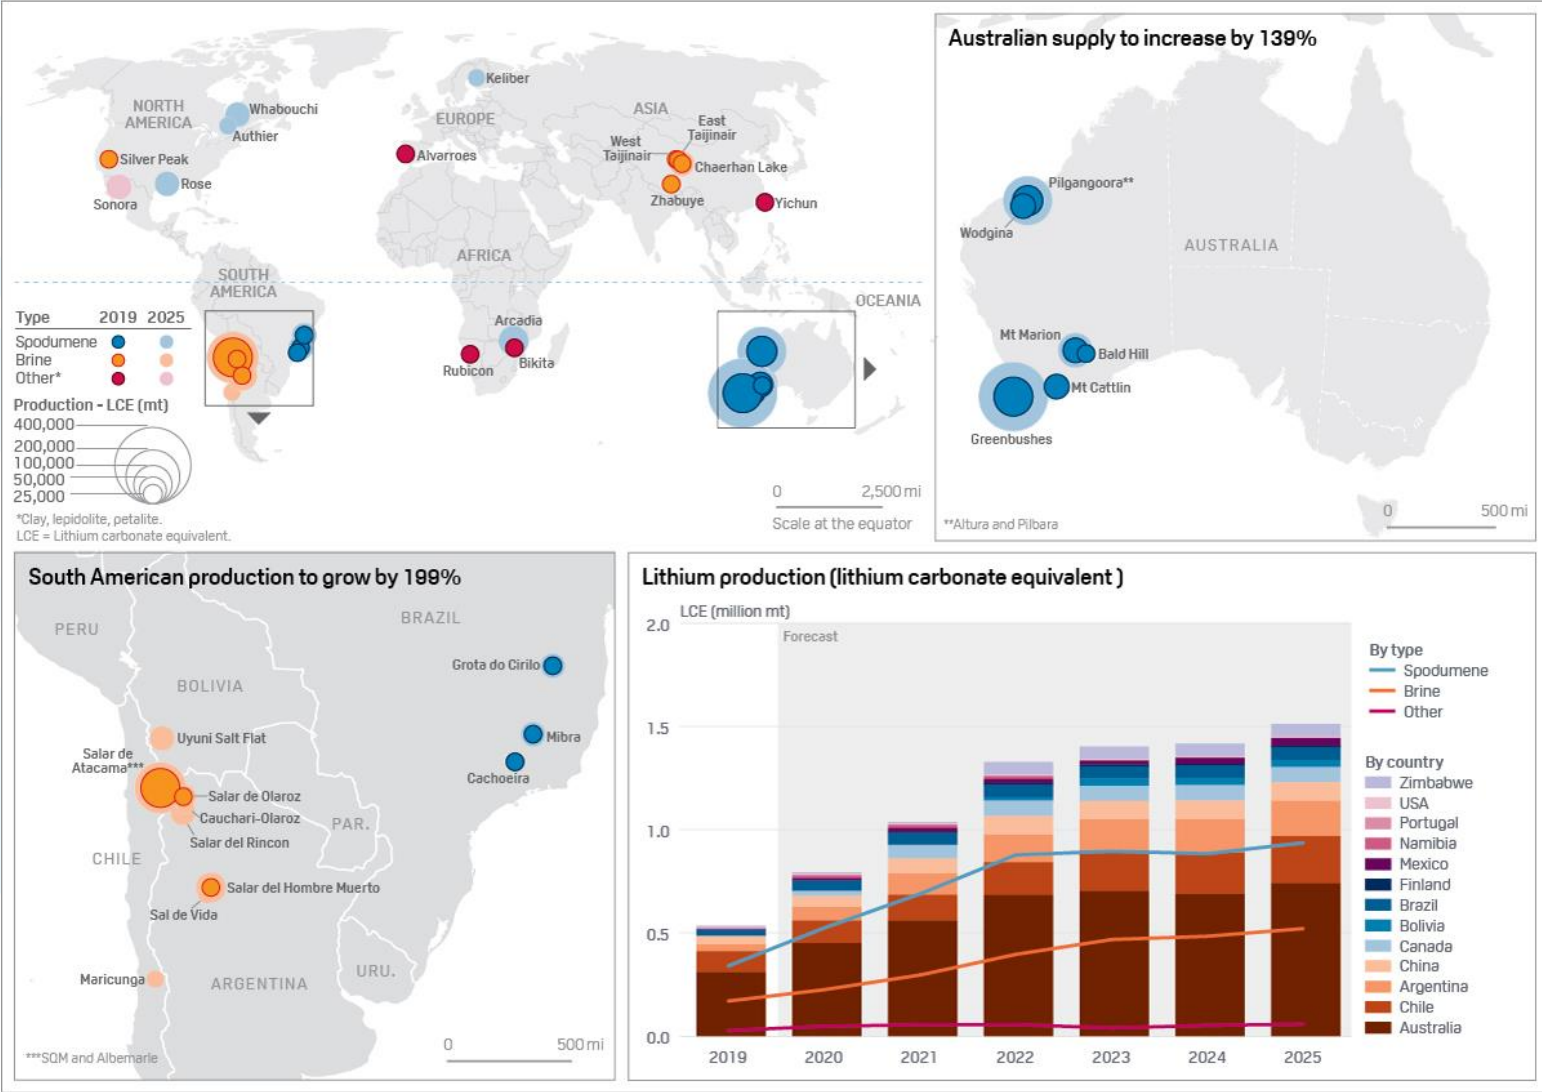 NORTH
AMERICA
Whabouchi
Authier
Silver Peak
Rose
Sonora
Keliber
EUROPE
Alvarroes
ASIA
East
Taijinair
West
Taijinair
Chaerhan Lake
Zhabuye
Yichun
AFRICA
SOUTH
AMERICA
OCEANIA
Arcadia
Bikita
Rubicon
Type 2019 2025
Spodumene
Brine
Other*
Production - LCE (mt)
400,000
200,000
100,000
50,000
25,000
*Clay, lepidolite, petalite.
LCE = Lithium carbonate equivalent.
0 2,500 mi
Scale at the equator
Australian supply to increase by 139%
Pilgangoora**
Wodgina
AUSTRALIA
Mt Marion
Bald Hill
Mt Cattlin
Greenbushes
**Altura and Pilbara
0 500 mi
South American production to grow by 199%
PERU
BRAZIL
Grota do Cirilo
BOLIVIA
Uyuni Salt Flat
Mibra
Salar de
Atacama***
Cachoeira
Salar de Olaroz
Cauchari-Olaroz
PAR.
Salar del Rincon
CHILE
Salar del Hombre Muerto
Sal de Vida
Maricunga
ARGENTINA
URU.
***SQM and Albemarle
0 500 mi
Lithium production (lithium carbonate equivalent )
LCE (million mt)
2.0
1.5
1.0
0.5
0.0
Forecast
2019 2020 2021 2022 2023 2024 2025
By type
Spodumene
Brine
Other
By country
Zimbabwe
USA
Portugal
Namibia
Mexico
Finland
Brazil
Bolivia
Canada
China
Argentina
Chile
Australia